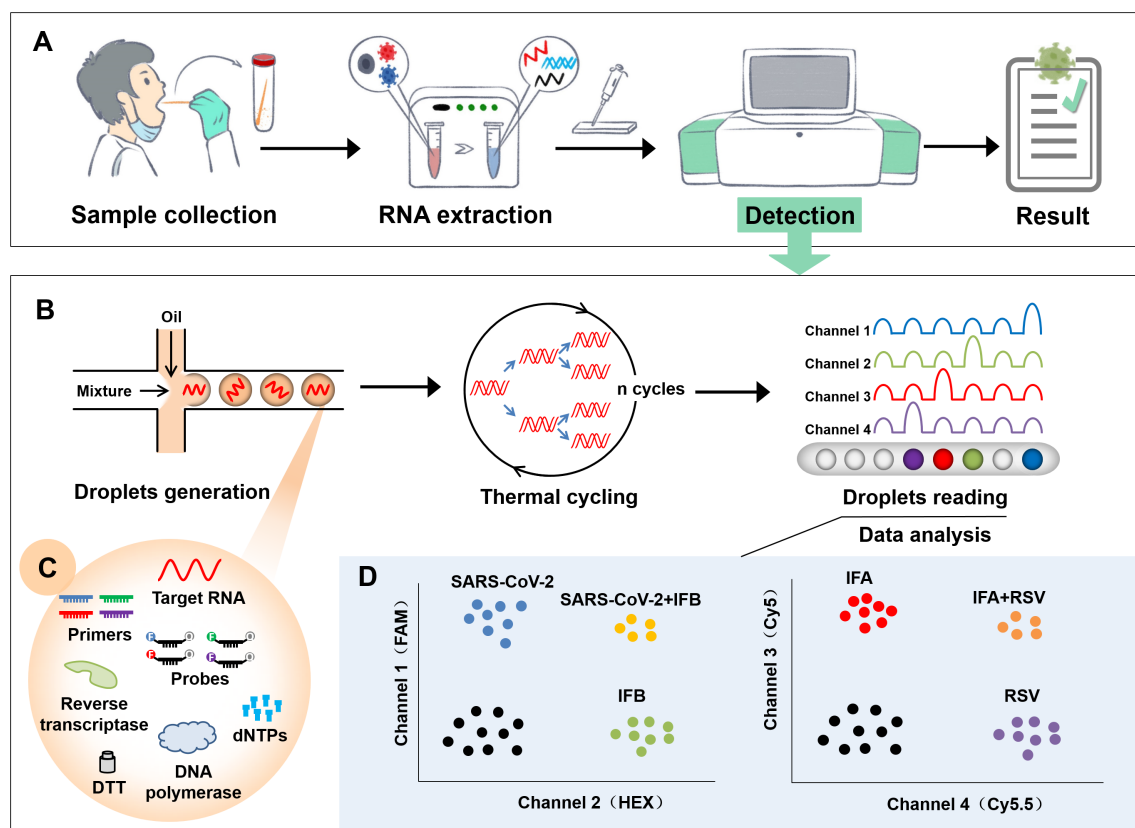 A
Sample collection
RNA extraction
Detection
Result
B
Oil
Mixture
Droplets generation
n cycles
Thermal cycling
Channel 1
Channel 2
Channel 3
Channel 4
Droplets reading
Data analysis
C
Target RNA
Primers
F
F
F
F
Q
Q
Q
Q
Probes
Reverse
transcriptase
dNTPs
DTT
DNA
polymerase
D
SARS-CoV-2
SARS-CoV-2+IFB
IFB
Channel 1（FAM）
Channel 2（HEX）
IFA
IFA+RSV
RSV
Channel 3（Cy5）
Channel 4（Cy5.5）